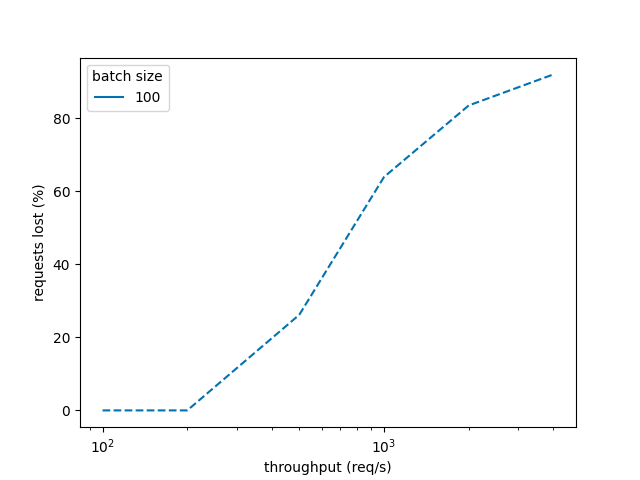 batch size
100
80
60
40
20
0
requests lost (%)
10²
10³
throughput (req/s)